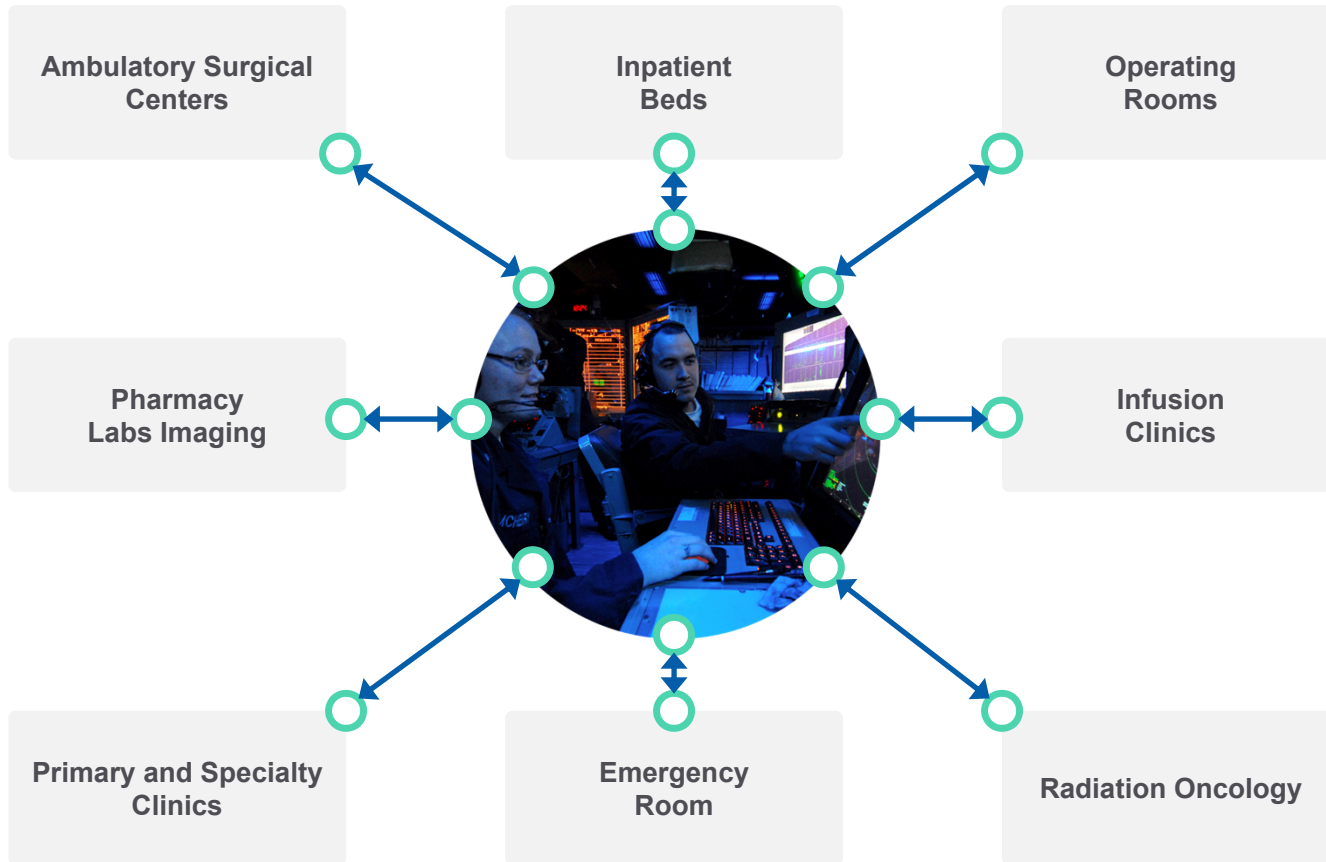 Ambulatory Surgical
Centers
Inpatient
Beds
Operating
Rooms
Pharmacy
Labs Imaging
Infusion
Clinics
Primary and Specialty
Clinics
Emergency
Room
Radiation Oncology